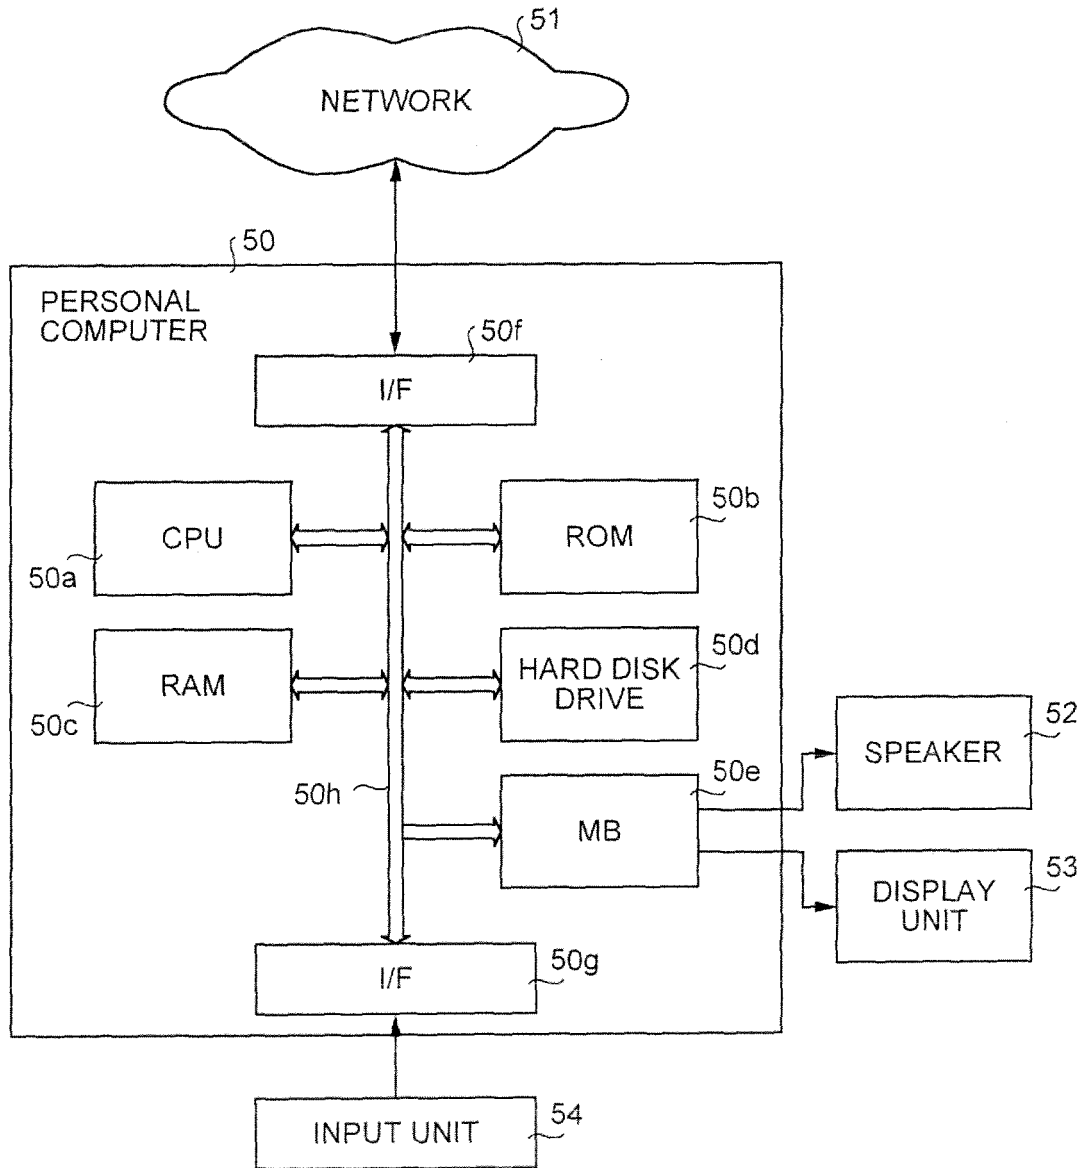 51
NETWORK
50
PERSONAL
COMPUTER
50f
I/F
CPU
50a
ROM
50b
RAM
50c
HARD DISK
DRIVE
50d
50h
MB
50e
SPEAKER
52
DISPLAY
UNIT
53
I/F
50g
INPUT UNIT
54